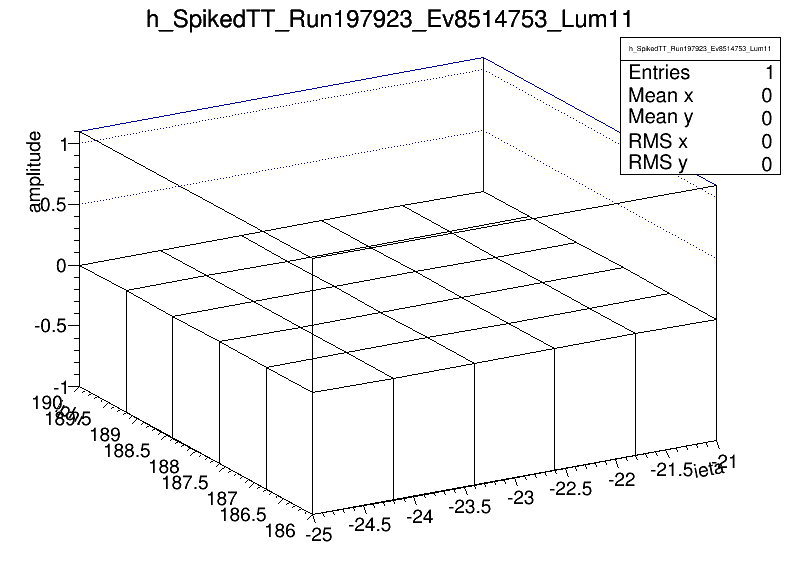 h_SpikedTT_Run197923_Ev8514753_Lum11
h_SpikedTT_Run197923_Ev8514753_Lum11
Entries 1
Mean x 0
Mean y 0
RMS x 0
RMS y 0
amplitude
1
0.5
0
-0.5
-1
190
189.5
189
188.5
188
187.5
187
186.5
186
iphi
-25
-24.5
-24
-23.5
-23
-22.5
-22
-21.5
-21
ieta